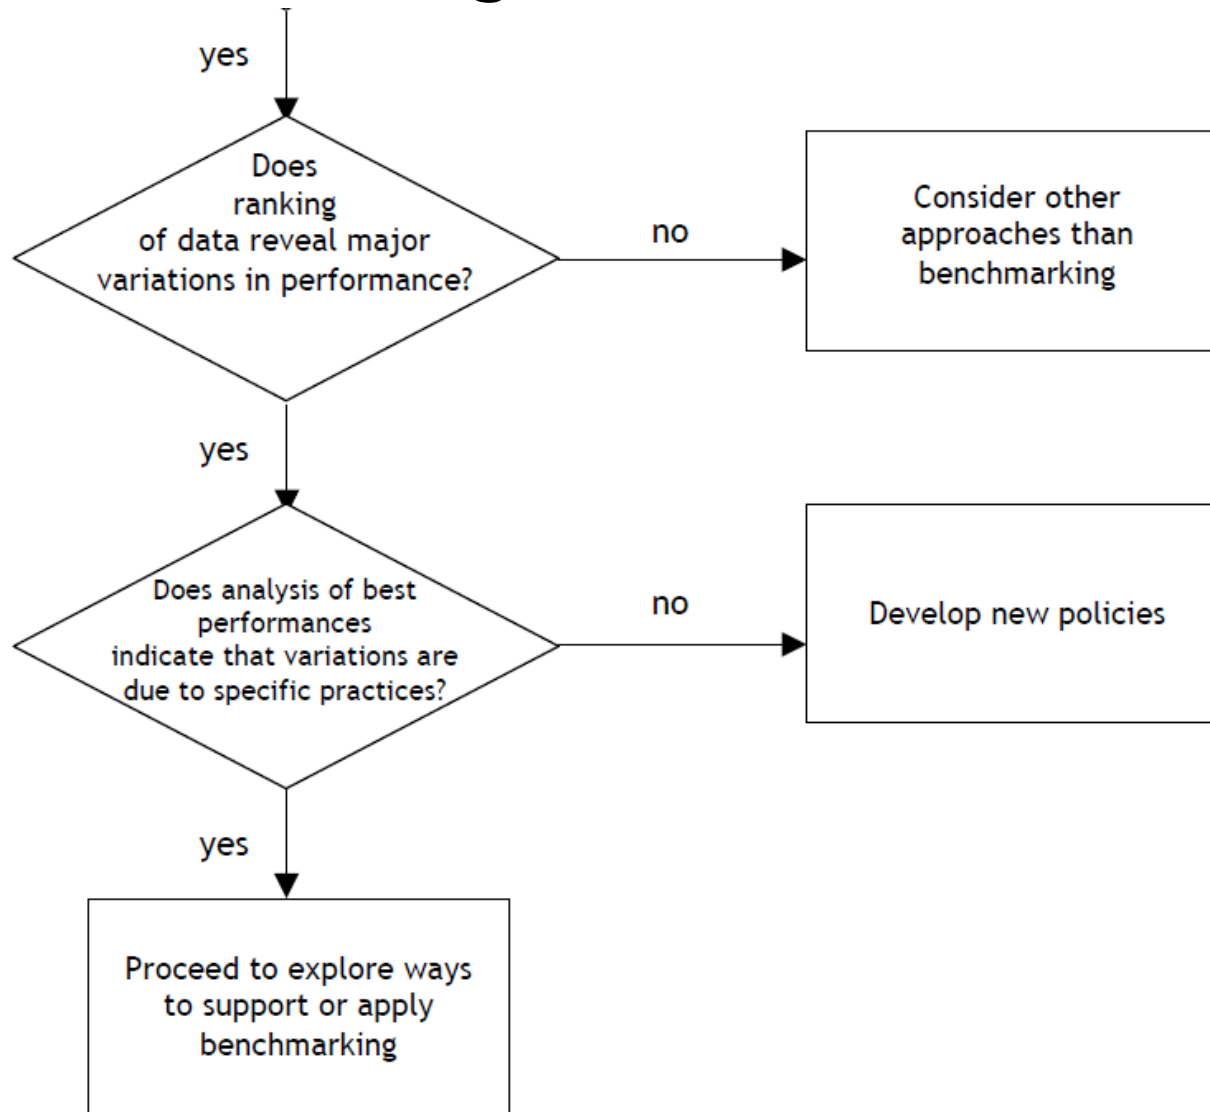 yes
Does
ranking
of data reveal major
variations in performance?
no
Consider other
approaches than
benchmarking
yes
Does analysis of best
performances
indicate that variations are
due to specific practices?
no
Develop new policies
yes
Proceed to explore ways
to support or apply
benchmarking